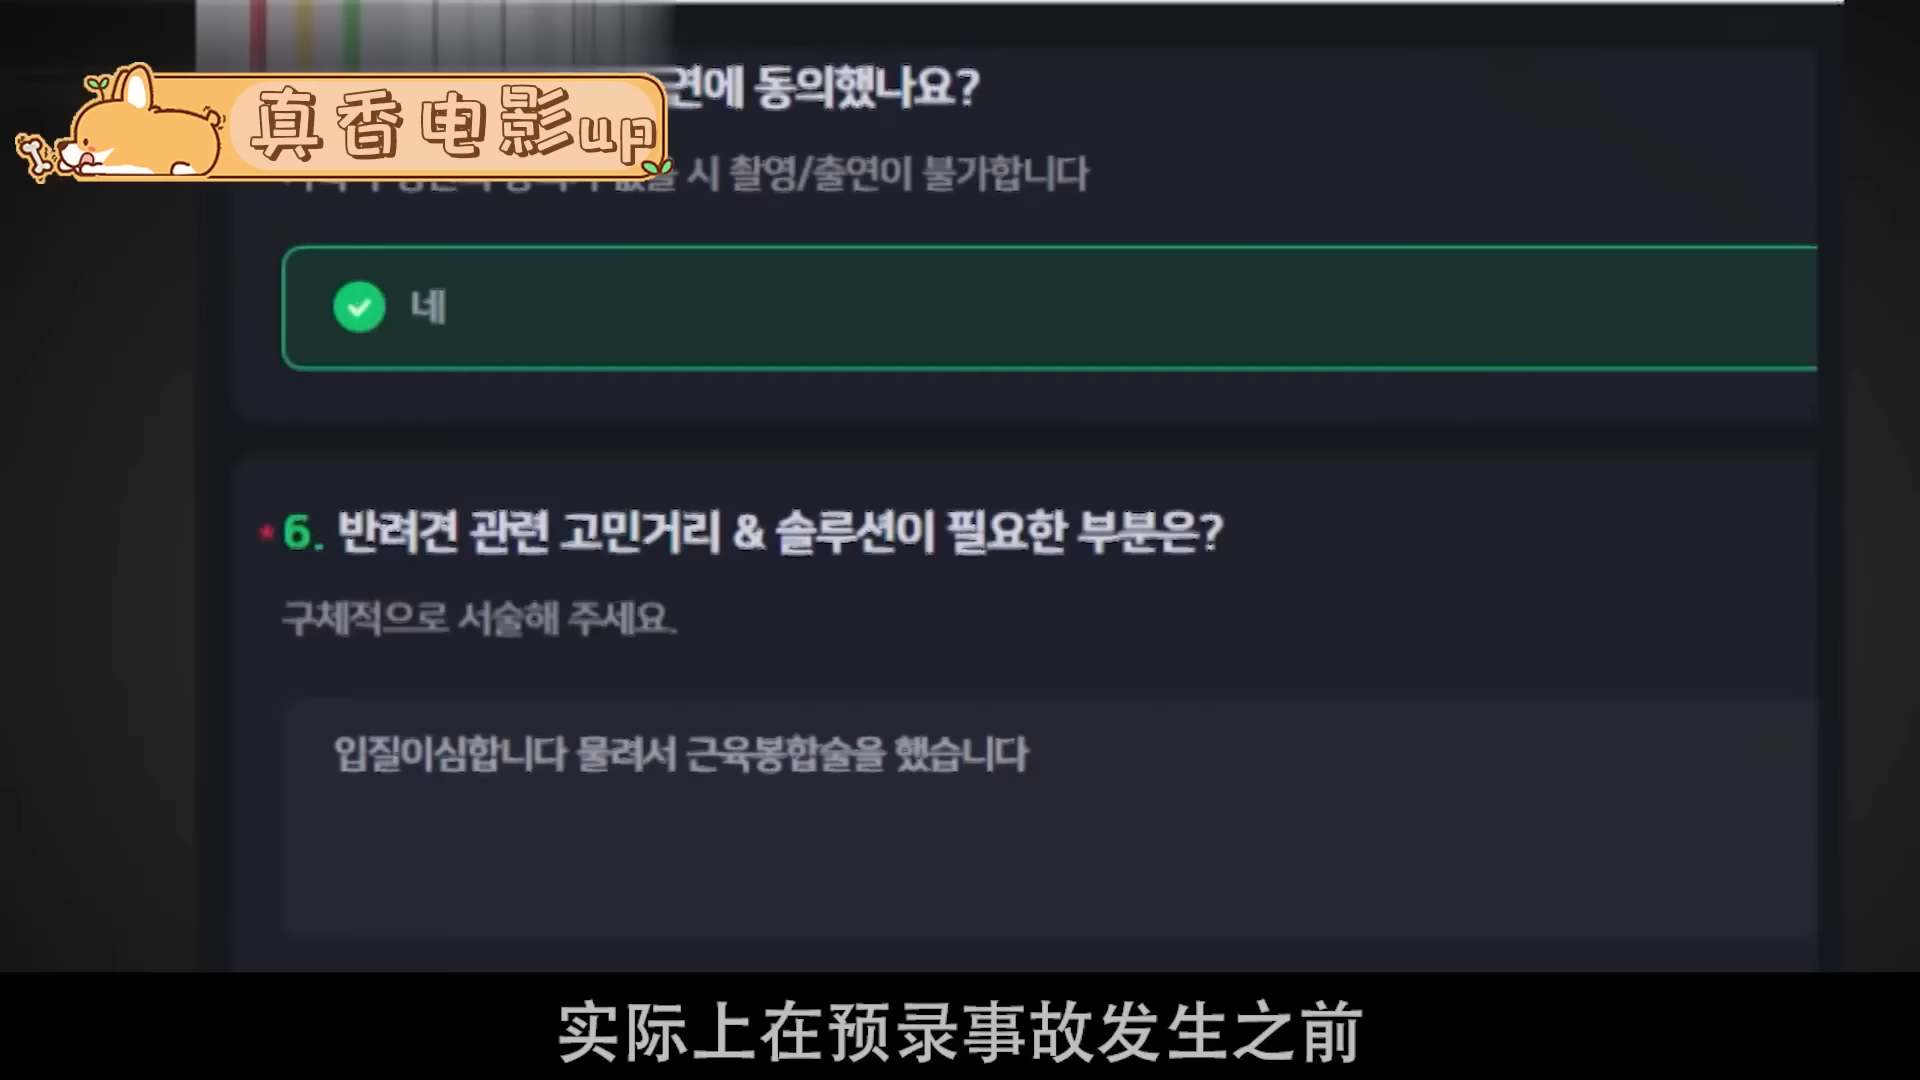 真香电影up
연에 동의했나요?
시 촬영/출연이 불가합니다
네
* 6. 반려견 관련 고민거리 & 솔루션이 필요한 부분은?
구체적으로 서술해 주세요.
입질이심합니다 물려서 근육봉합술을 했습니다
实际上在预录事故发生之前